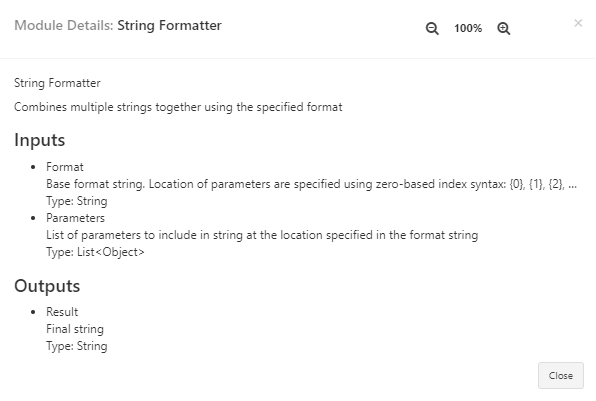 Module Details: String Formatter
100%
×
String Formatter
Combines multiple strings together using the specified format
Inputs
• Format
Base format string. Location of parameters are specified using zero-based index syntax: {0}, {1}, {2}, ...
Type: String
• Parameters
List of parameters to include in string at the location specified in the format string
Type: List<Object>
Outputs
• Result
Final string
Type: String
Close